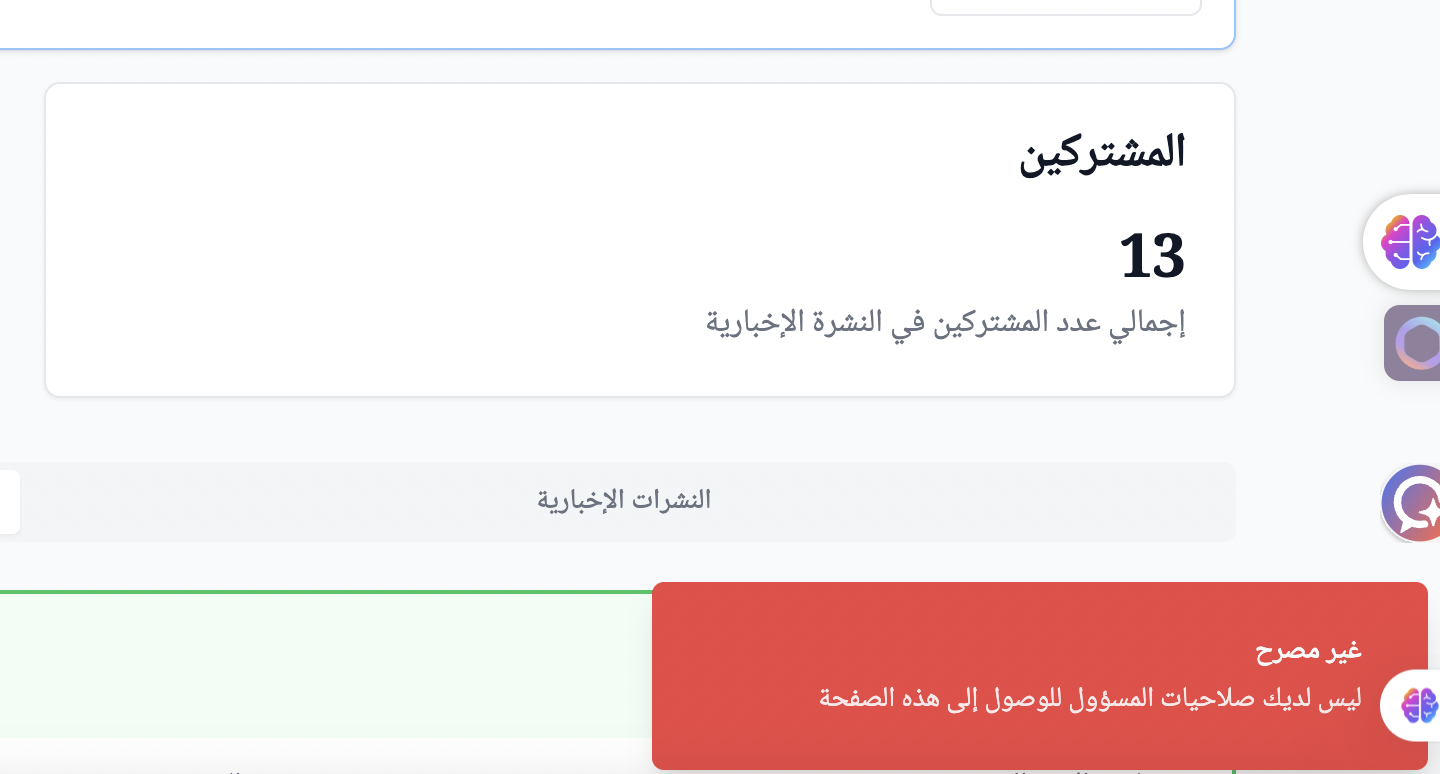 المشتركين
13
إجمالي عدد المشتركين في النشرة الإخبارية
النشرات الإخبارية
غير مصرح
ليس لديك صلاحيات المسؤول للوصول إلى هذه الصفحة